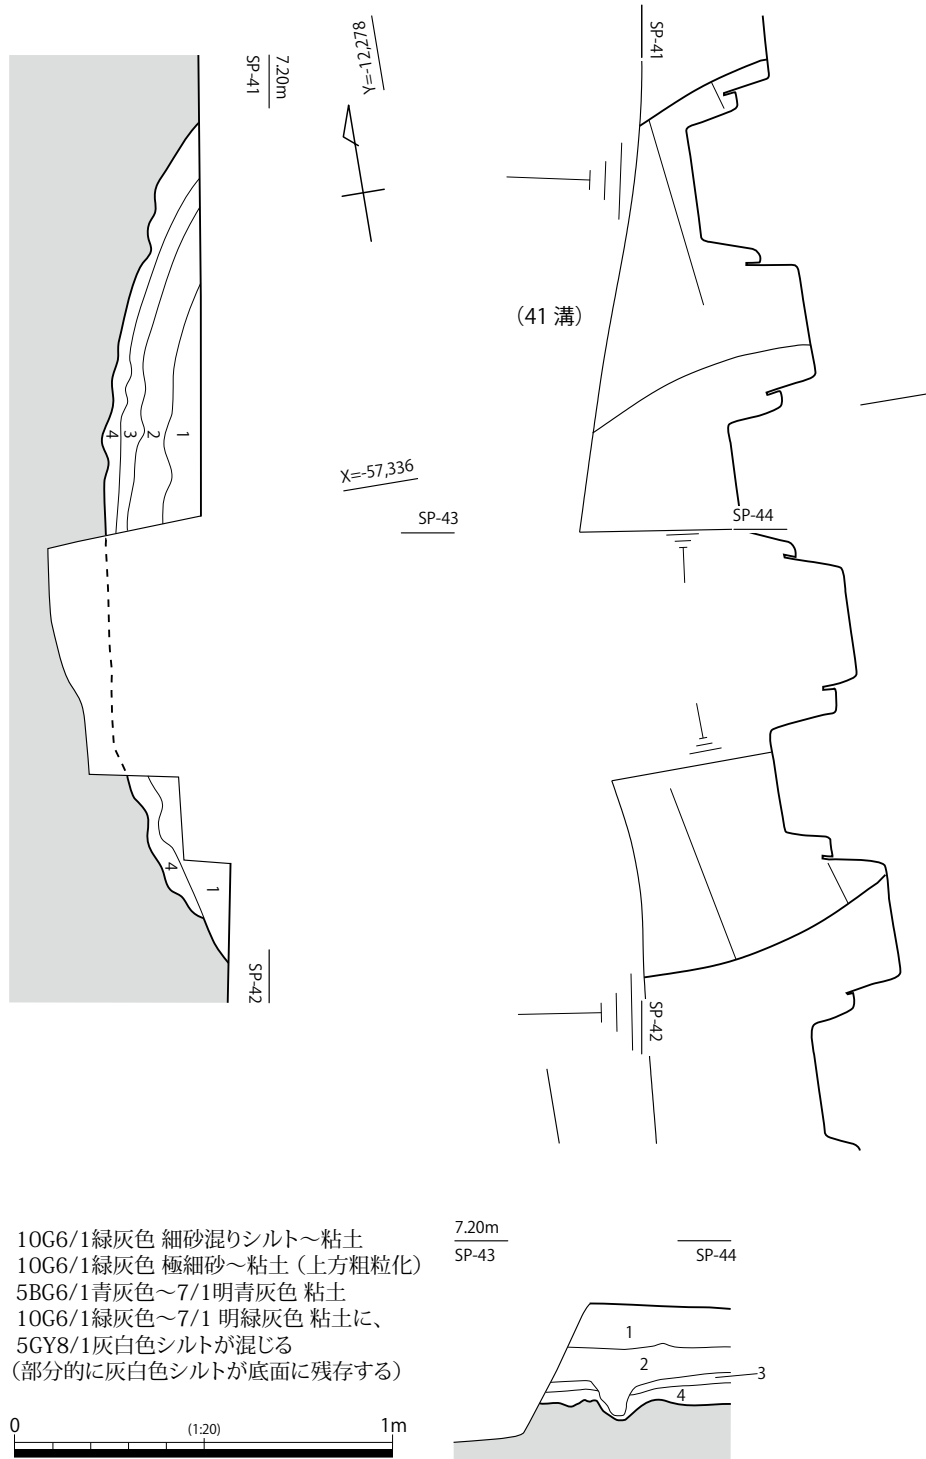 7.20m
SP-41
Y=-12,278
SP-41
(41 溝)
4
3
2
1
X=-57,336
SP-43
SP-44
4
1
SP-42
SP-42
10G6/1緑灰色 細砂混りシルト～粘土
10G6/1緑灰色 極細砂～粘土（上方粗粒化）
5BG6/1青灰色～7/1明青灰色 粘土
10G6/1緑灰色～7/1 明緑灰色 粘土に、
5GY8/1灰白色シルトが混じる
（部分的に灰白色シルトが底面に残存する）
0
(1:20)
1m
7.20m
SP-43
SP-44
1
2
3
4